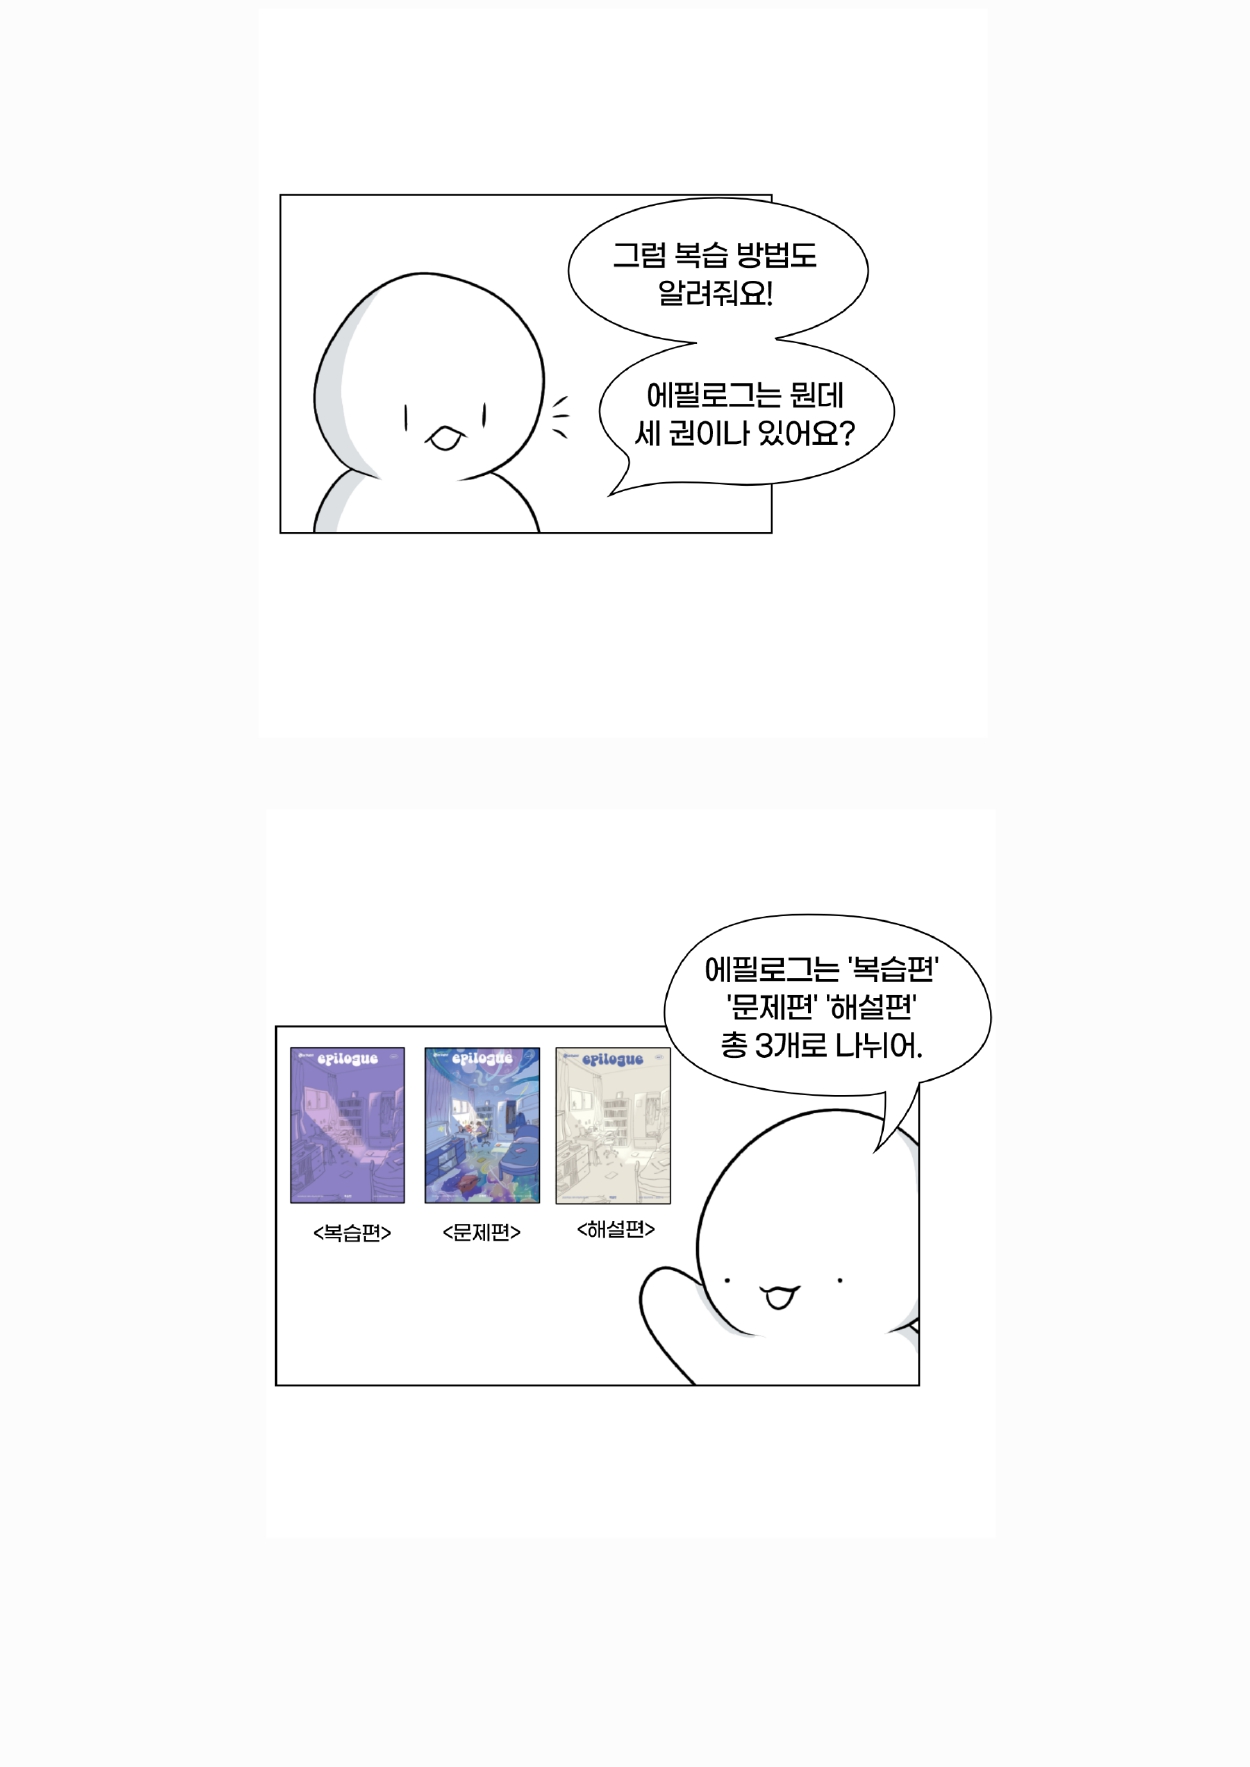 그럼 복습 방법도
알려줘요!
에필로그는 뭔데
세 권이나 있어요?
에필로그는 '복습편'
'문제편' '해설편'
총 3개로 나뉘어.
epilogue
epilogue
epilogue
<복습편>
<문제편>
<해설편>